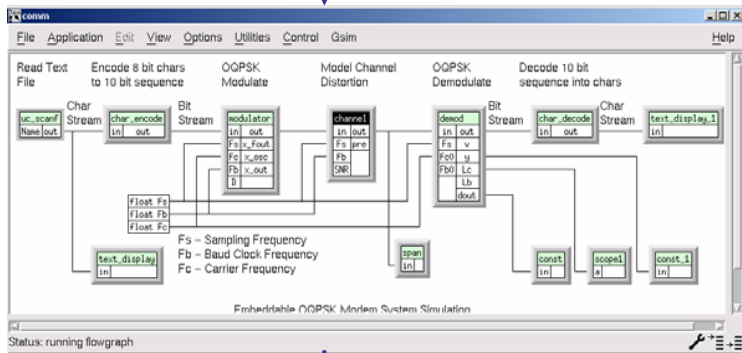 comm
File Application Edit View Options Utilities Control Gsim Help
Read Text Encode 8 bit chars OQPSK Model Channel OQPSK Decode 10 bit
File to 10 bit sequence Modulate Distortion Demodulate sequence into chars
Char Bit Bit Char
Stream Stream Stream Stream
uc_scanf char_encode modulator channel demod char_decode text_display_1
Name out in out in out in out in out in out in
Fs x_fout Fs pre Fs v
Fc x_osc Fb Fc0 y
Fb x_out SNR Fb0 Lc
D Lb
dout
float Fs
float Fb
float Fc
Fs – Sampling Frequency
Fb – Baud Clock Frequency
Fc – Carrier Frequency
text_display span const scope1 const_1
in in in a in
Embeddable OQPSK Modem System Simulation
Status: running flowgraph